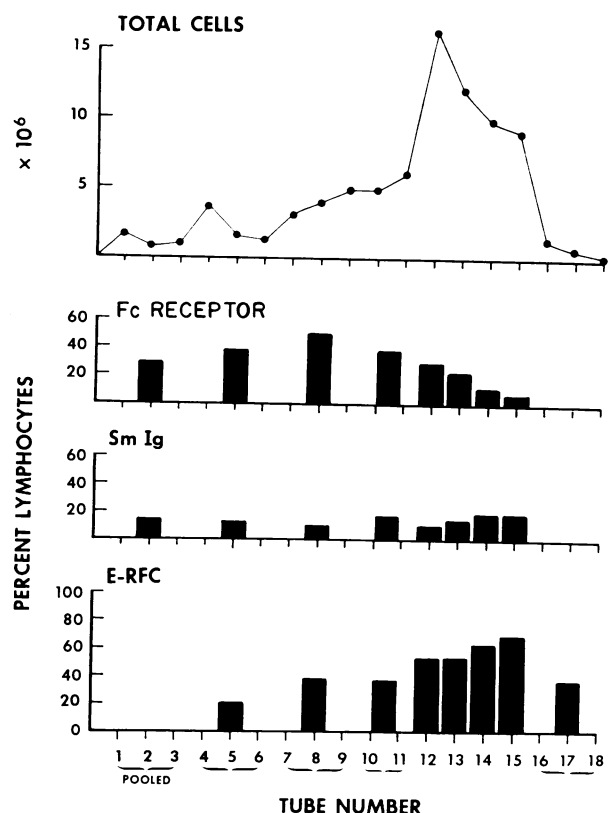 TOTAL CELLS
15
10
5
× 10⁶
Fc RECEPTOR
60
40
20
Sm Ig
60
40
20
PERCENT LYMPHOCYTES
E-RFC
100
80
60
40
20
0
1 2 3 4 5 6 7 8 9 10 11 12 13 14 15 16 17 18
POOLED
TUBE NUMBER